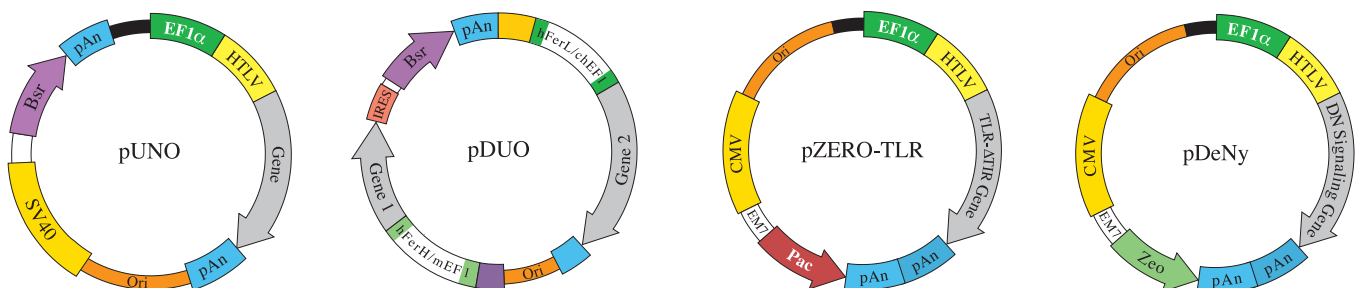 pAn
EF1α
HTLV
Bsr
pUNO
Gene
SV40
Ori
pAn
pAn
hFerL/chEF1
Bsr
IRES
pDUO
Gene 2
Gene 1
hFerH/mEF1
Ori
Ori
EF1α
HTLV
CMV
pZERO-TLR
TLR-ΔTIR Gene
EM7
Pac
pAn
pAn
Ori
EF1α
HTLV
CMV
pDeNy
DN Signaling Gene
EM7
Zeo
pAn
pAn